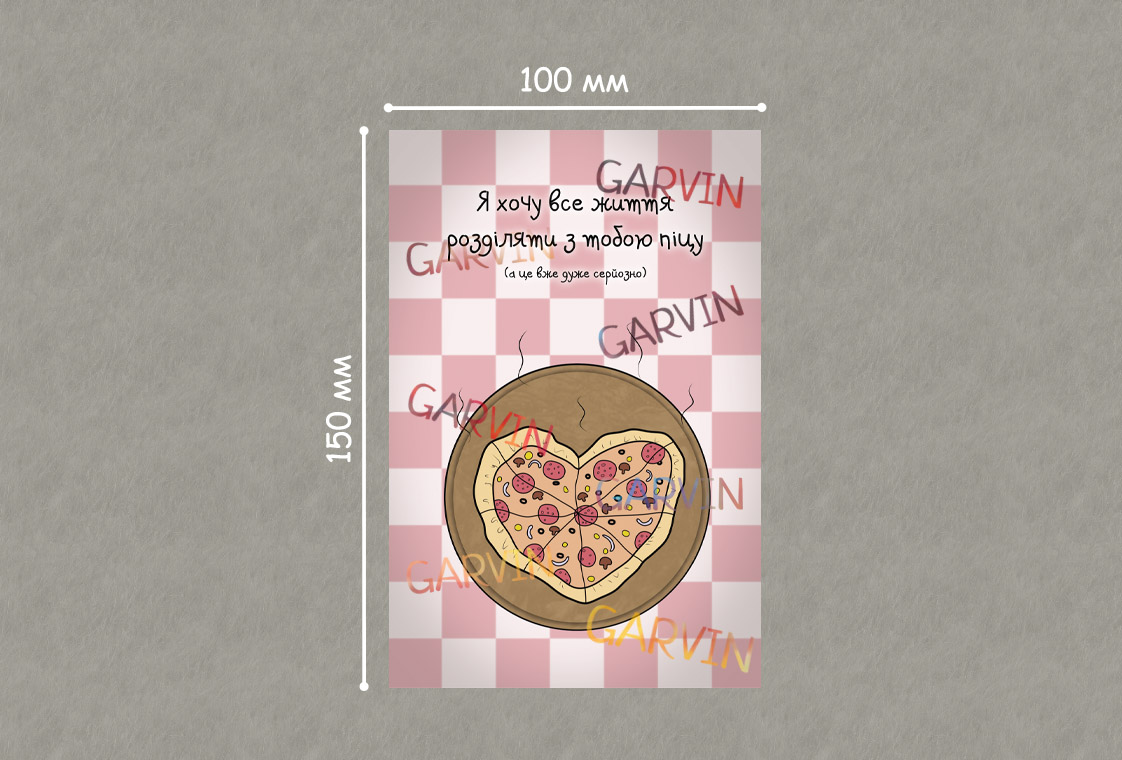 100 мм
150 мм
GARVIN
Я хочу все життя
розділяти з тобою піцу
GARVIN
(а це вже дуже серйозно)
GARVIN
GARVIN
GARVIN
GARVIN
GARVIN